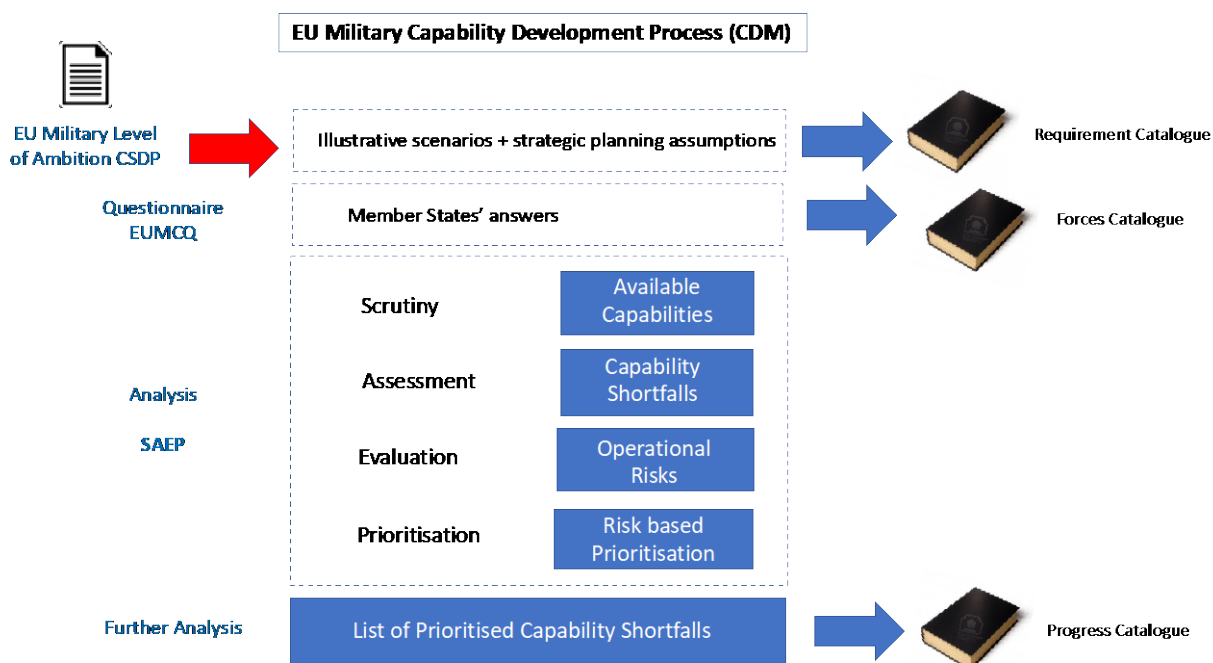 EU Military Capability Development Process (CDM)
EU Military Level
of Ambition CSDP
Illustrative scenarios + strategic planning assumptions
Requirement Catalogue
Questionnaire
EUMCQ
Member States' answers
Forces Catalogue
Analysis
SAEP
Scrutiny
Available
Capabilities
Assessment
Capability
Shortfalls
Evaluation
Operational
Risks
Prioritisation
Risk based
Prioritisation
Further Analysis
List of Prioritised Capability Shortfalls
Progress Catalogue